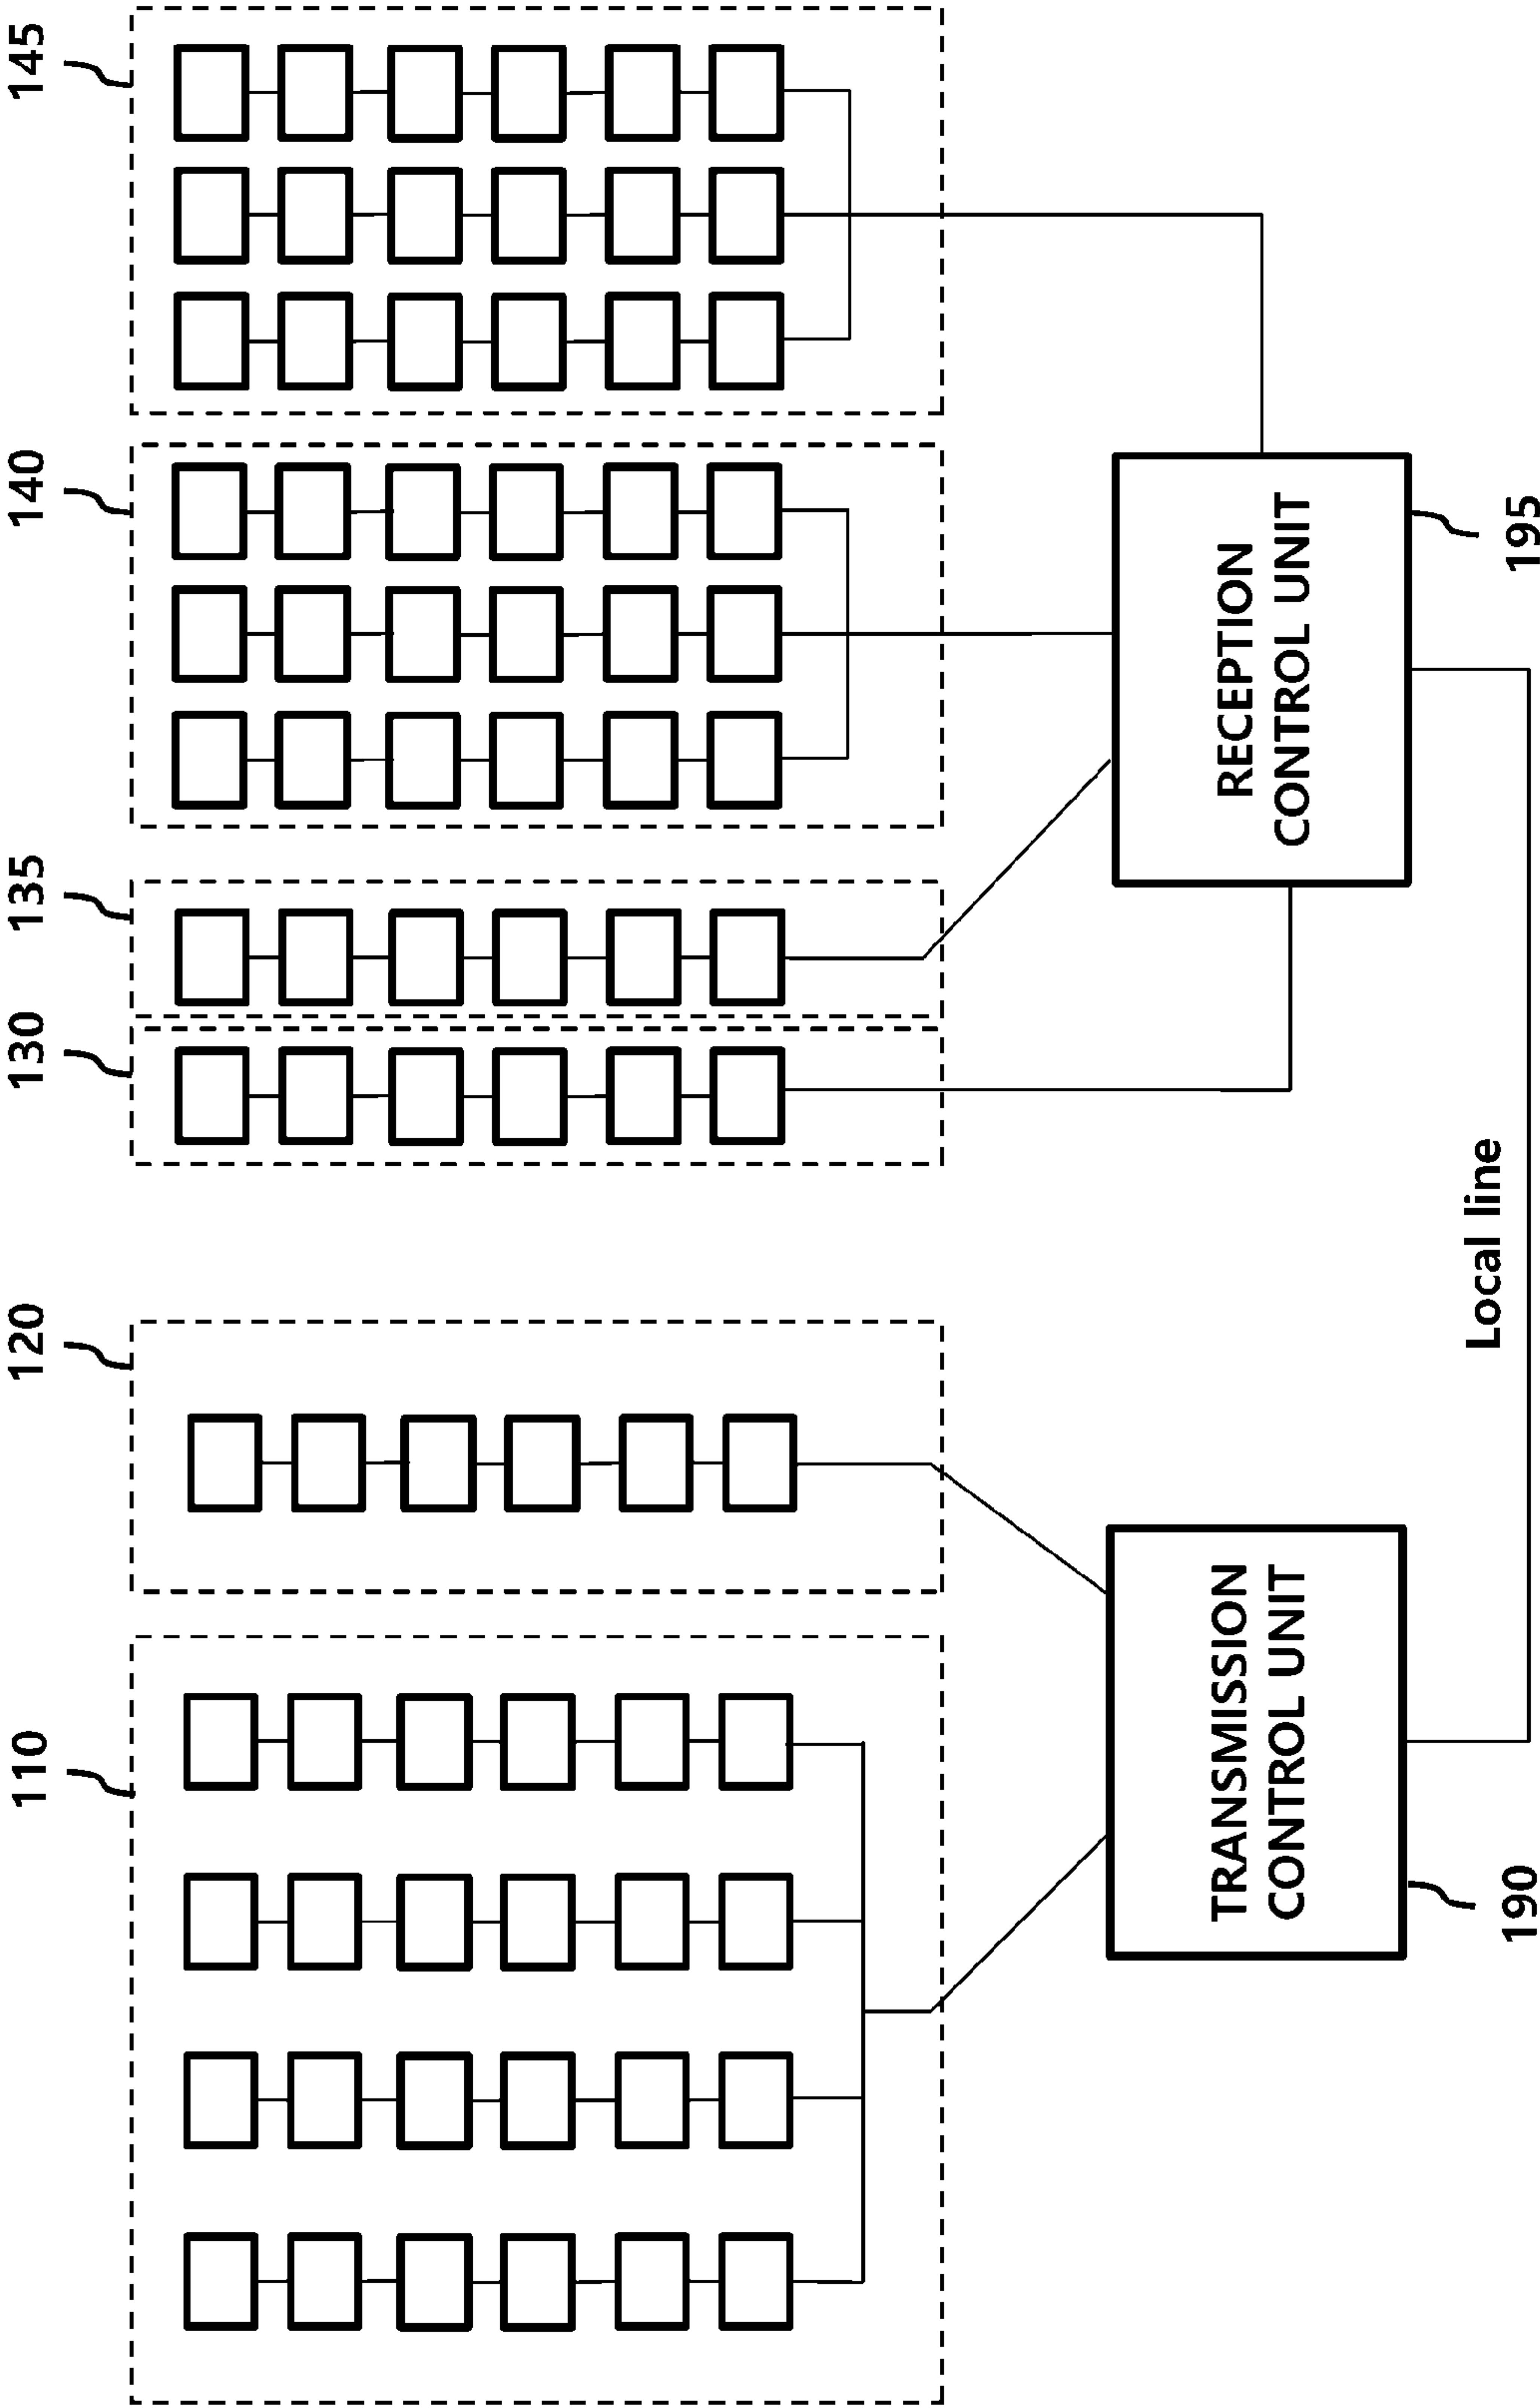 110
120
130
135
140
145
TRANSMISSION
CONTROL UNIT
RECEPTION
CONTROL UNIT
190
Local line
195